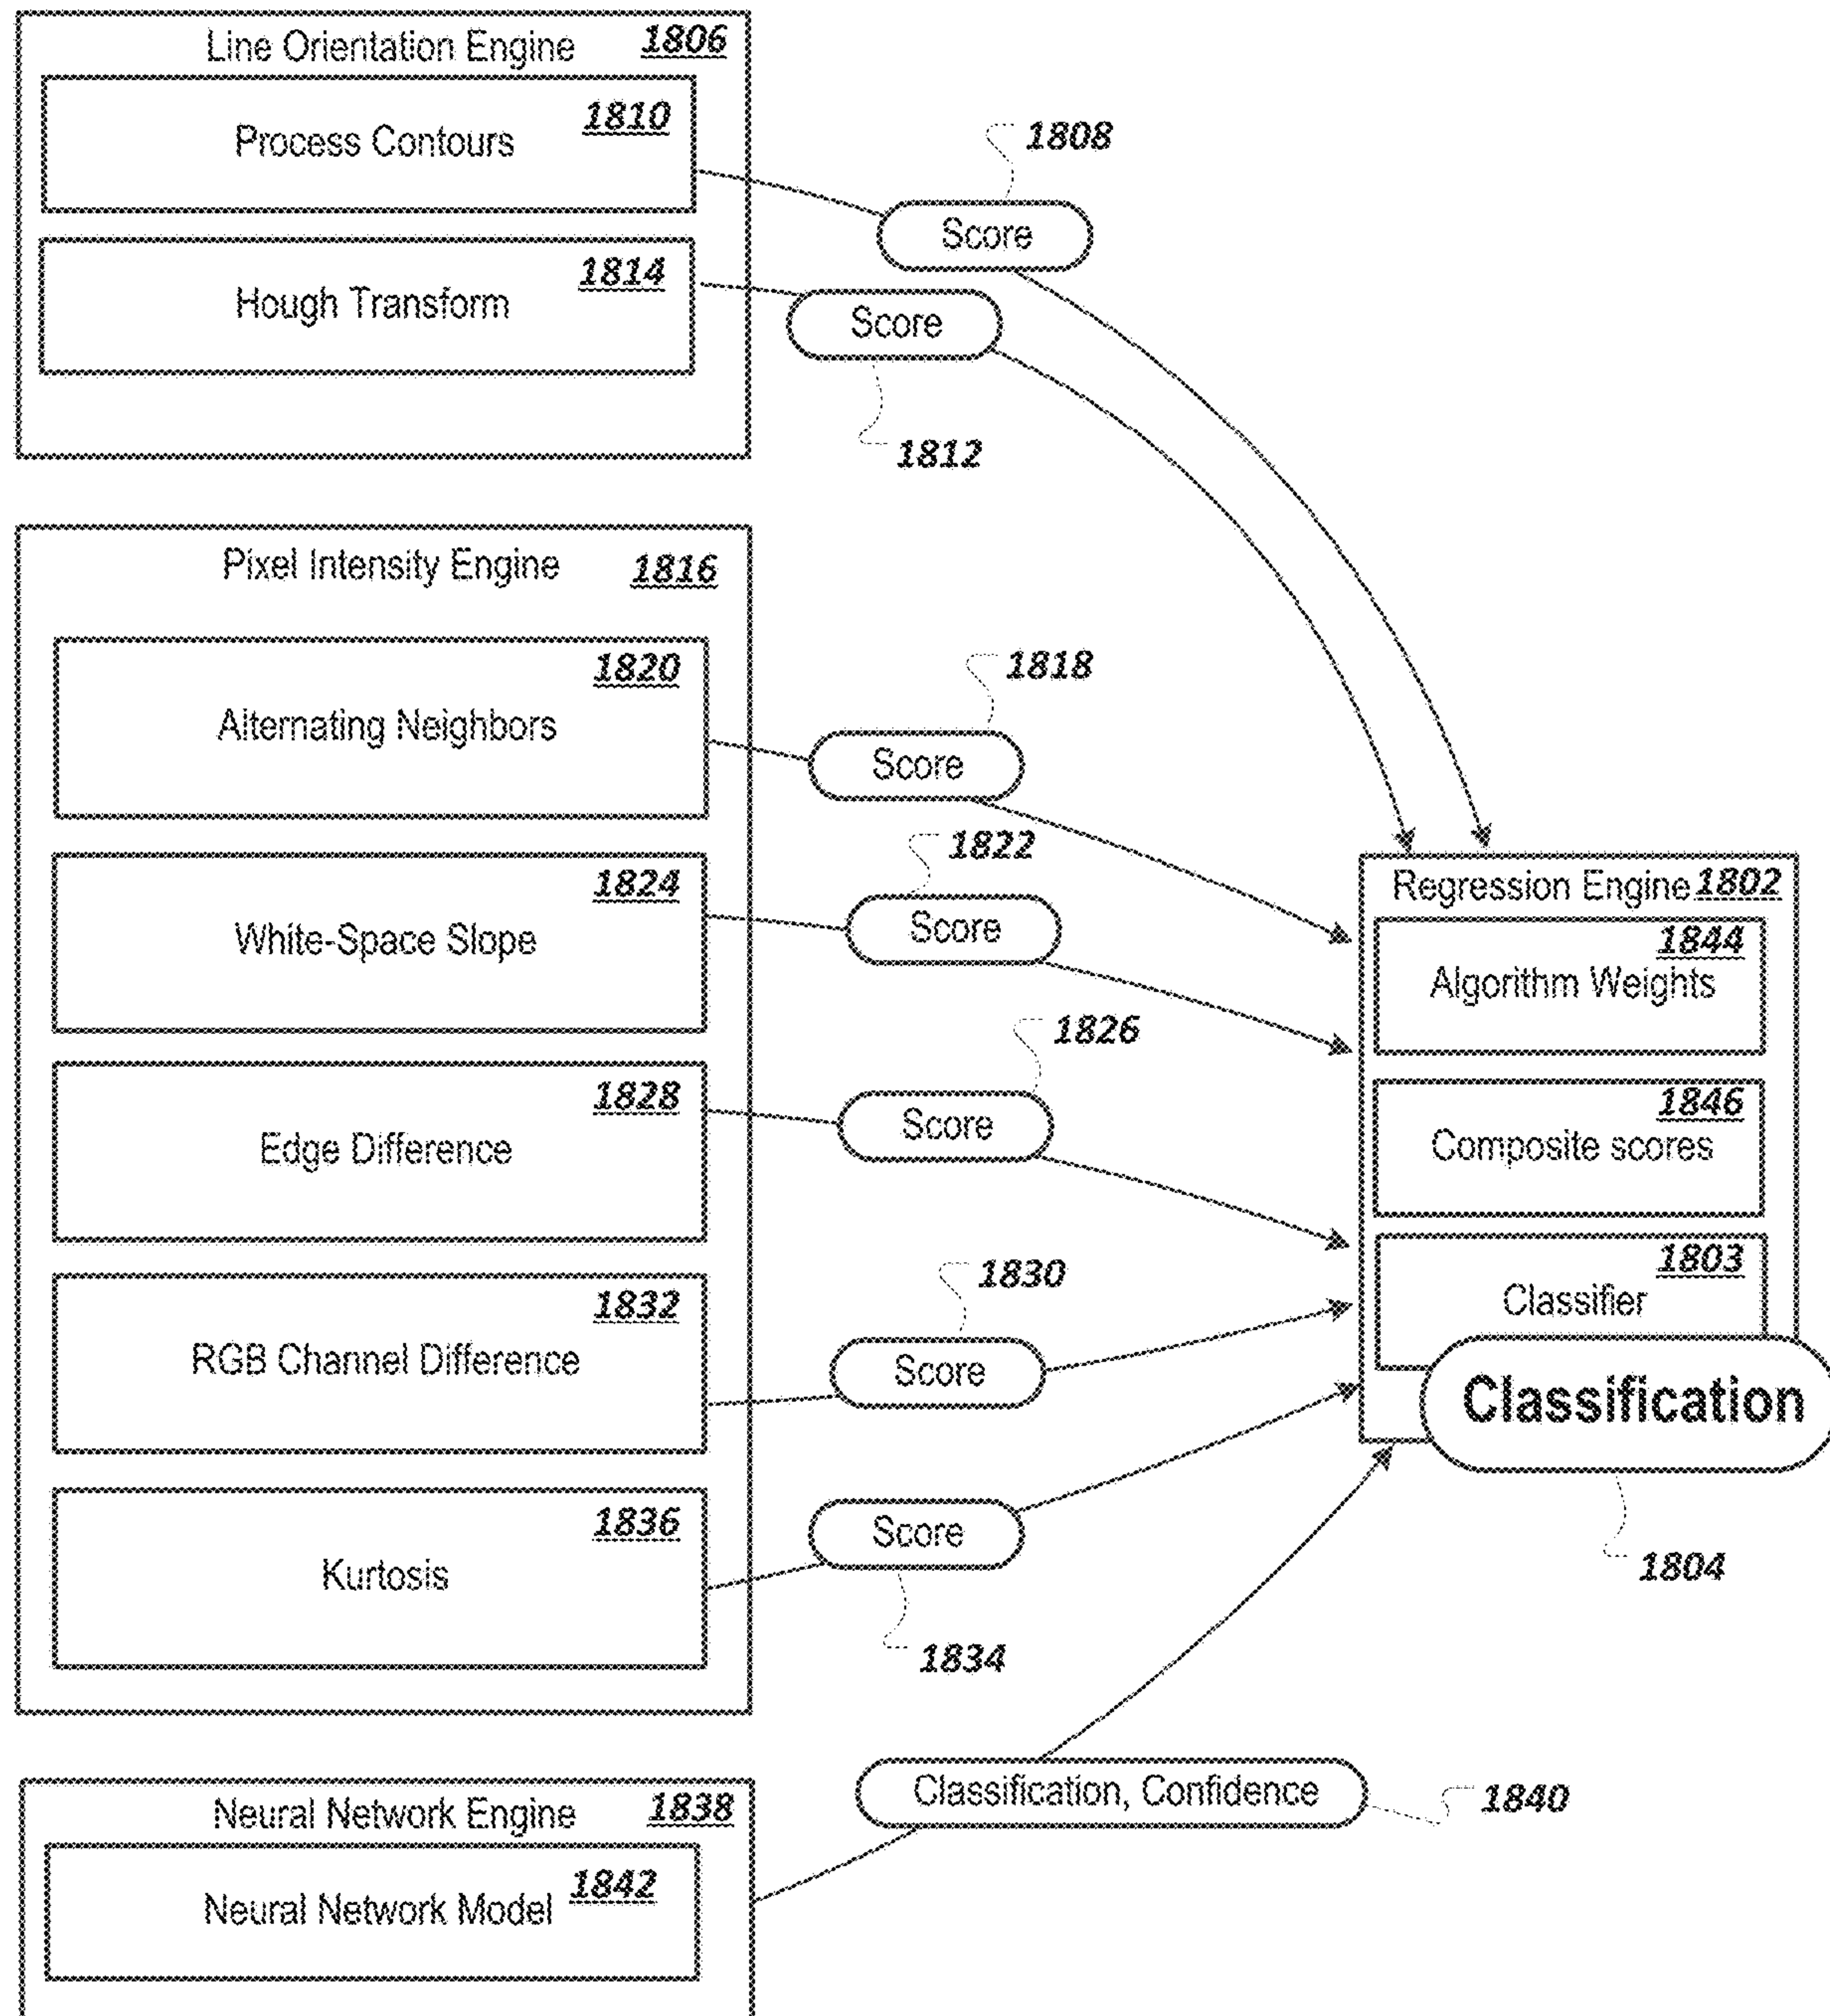 Line Orientation Engine 1806
1810
Process Contours
1814
Hough Transform
1808
Score
Score
1812
Pixel Intensity Engine 1816
1820
Alternating Neighbors
1818
Score
1824
White-Space Slope
1822
Score
1828
Edge Difference
1826
Score
1832
RGB Channel Difference
1830
Score
1836
Kurtosis
Score
1834
Neural Network Engine 1838
1842
Neural Network Model
Classification, Confidence
1840
Regression Engine 1802
1844
Algorithm Weights
1846
Composite scores
1803
Classifier
Classification
1804